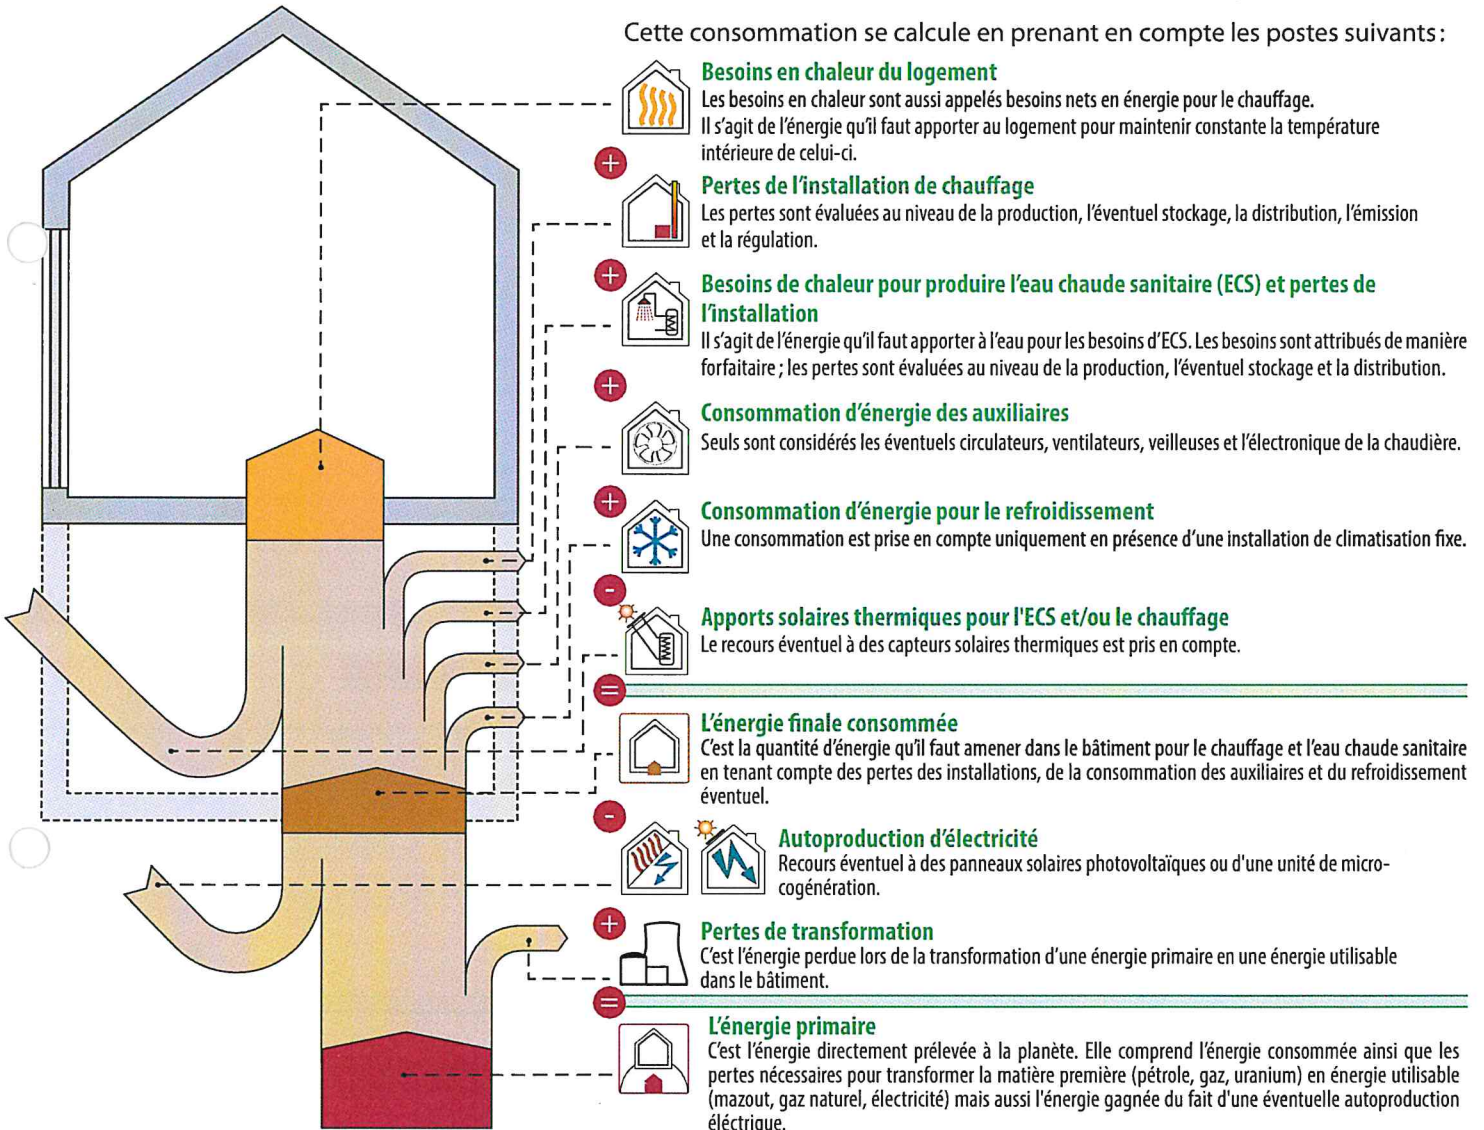 Cette consommation se calcule en prenant en compte les postes suivants :
Besoins en chaleur du logement
Les besoins en chaleur sont aussi appelés besoins nets en énergie pour le chauffage.
Il s'agit de l'énergie qu'il faut apporter au logement pour maintenir constante la température
intérieure de celui-ci.
+
Pertes de l'installation de chauffage
Les pertes sont évaluées au niveau de la production, l'éventuel stockage, la distribution, l'émission
et la régulation.
+
Besoins de chaleur pour produire l'eau chaude sanitaire (ECS) et pertes de
l'installation
Il s'agit de l'énergie qu'il faut apporter à l'eau pour les besoins d'ECS. Les besoins sont attribués de manière
forfaitaire ; les pertes sont évaluées au niveau de la production, l'éventuel stockage et la distribution.
+
Consommation d'énergie des auxiliaires
Seuls sont considérés les éventuels circulateurs, ventilateurs, veilleuses et l'électronique de la chaudière.
+
Consommation d'énergie pour le refroidissement
Une consommation est prise en compte uniquement en présence d'une installation de climatisation fixe.
-
Apports solaires thermiques pour l'ECS et/ou le chauffage
Le recours éventuel à des capteurs solaires thermiques est pris en compte.
=
L'énergie finale consommée
C'est la quantité d'énergie qu'il faut amener dans le bâtiment pour le chauffage et l'eau chaude sanitaire
en tenant compte des pertes des installations, de la consommation des auxiliaires et du refroidissement
éventuel.
-
Autoproduction d'électricité
Recours éventuel à des panneaux solaires photovoltaïques ou d'une unité de micro-
cogénération.
+
Pertes de transformation
C'est l'énergie perdue lors de la transformation d'une énergie primaire en une énergie utilisable
dans le bâtiment.
=
L'énergie primaire
C'est l'énergie directement prélevée à la planète. Elle comprend l'énergie consommée ainsi que les
pertes nécessaires pour transformer la matière première (pétrole, gaz, uranium) en énergie utilisable
(mazout, gaz naturel, électricité) mais aussi l'énergie gagnée du fait d'une éventuelle autoproduction
éléctrique.